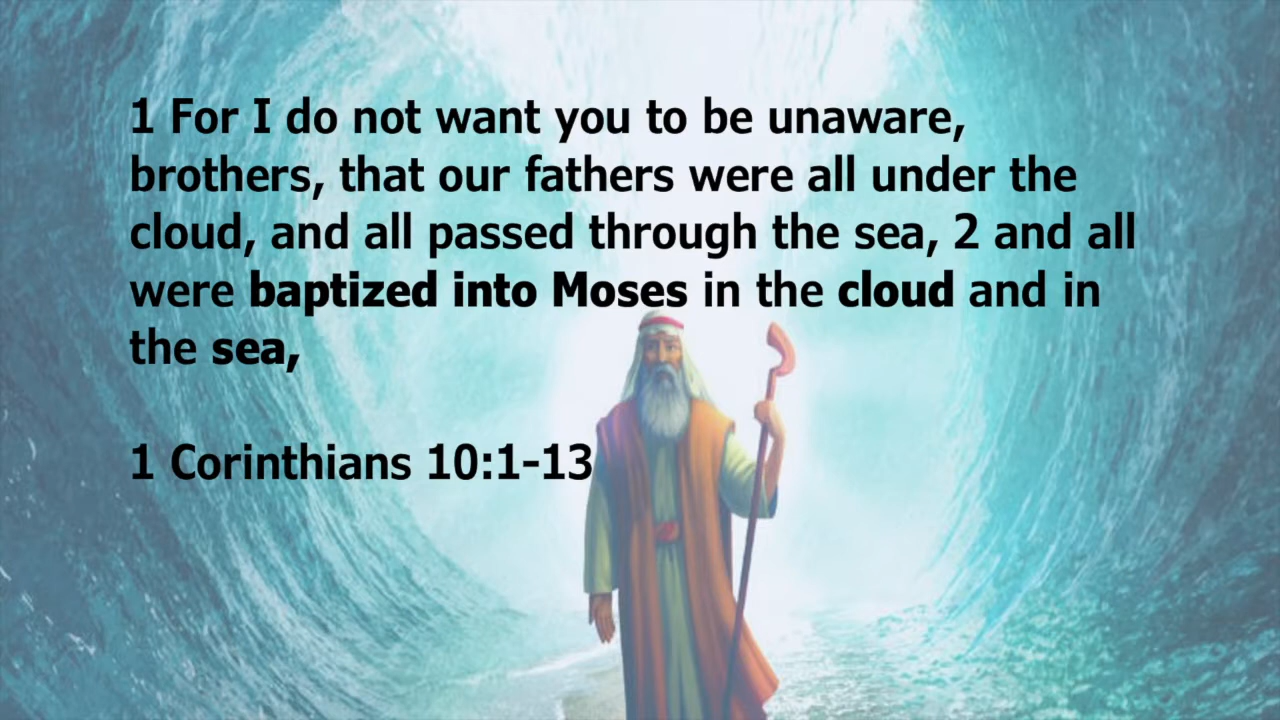 1 For I do not want you to be unaware,
brothers, that our fathers were all under the
cloud, and all passed through the sea, 2 and all
were baptized into Moses in the cloud and in
the sea,
1 Corinthians 10:1-13